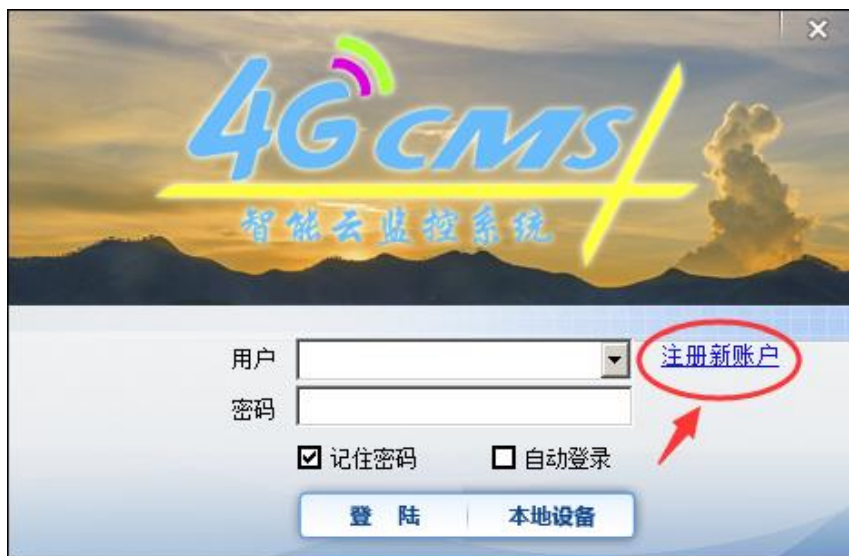 4G CMS
智能云监控系统
用户
注册新账户
密码
记住密码 自动登录
登 陆 本地设备